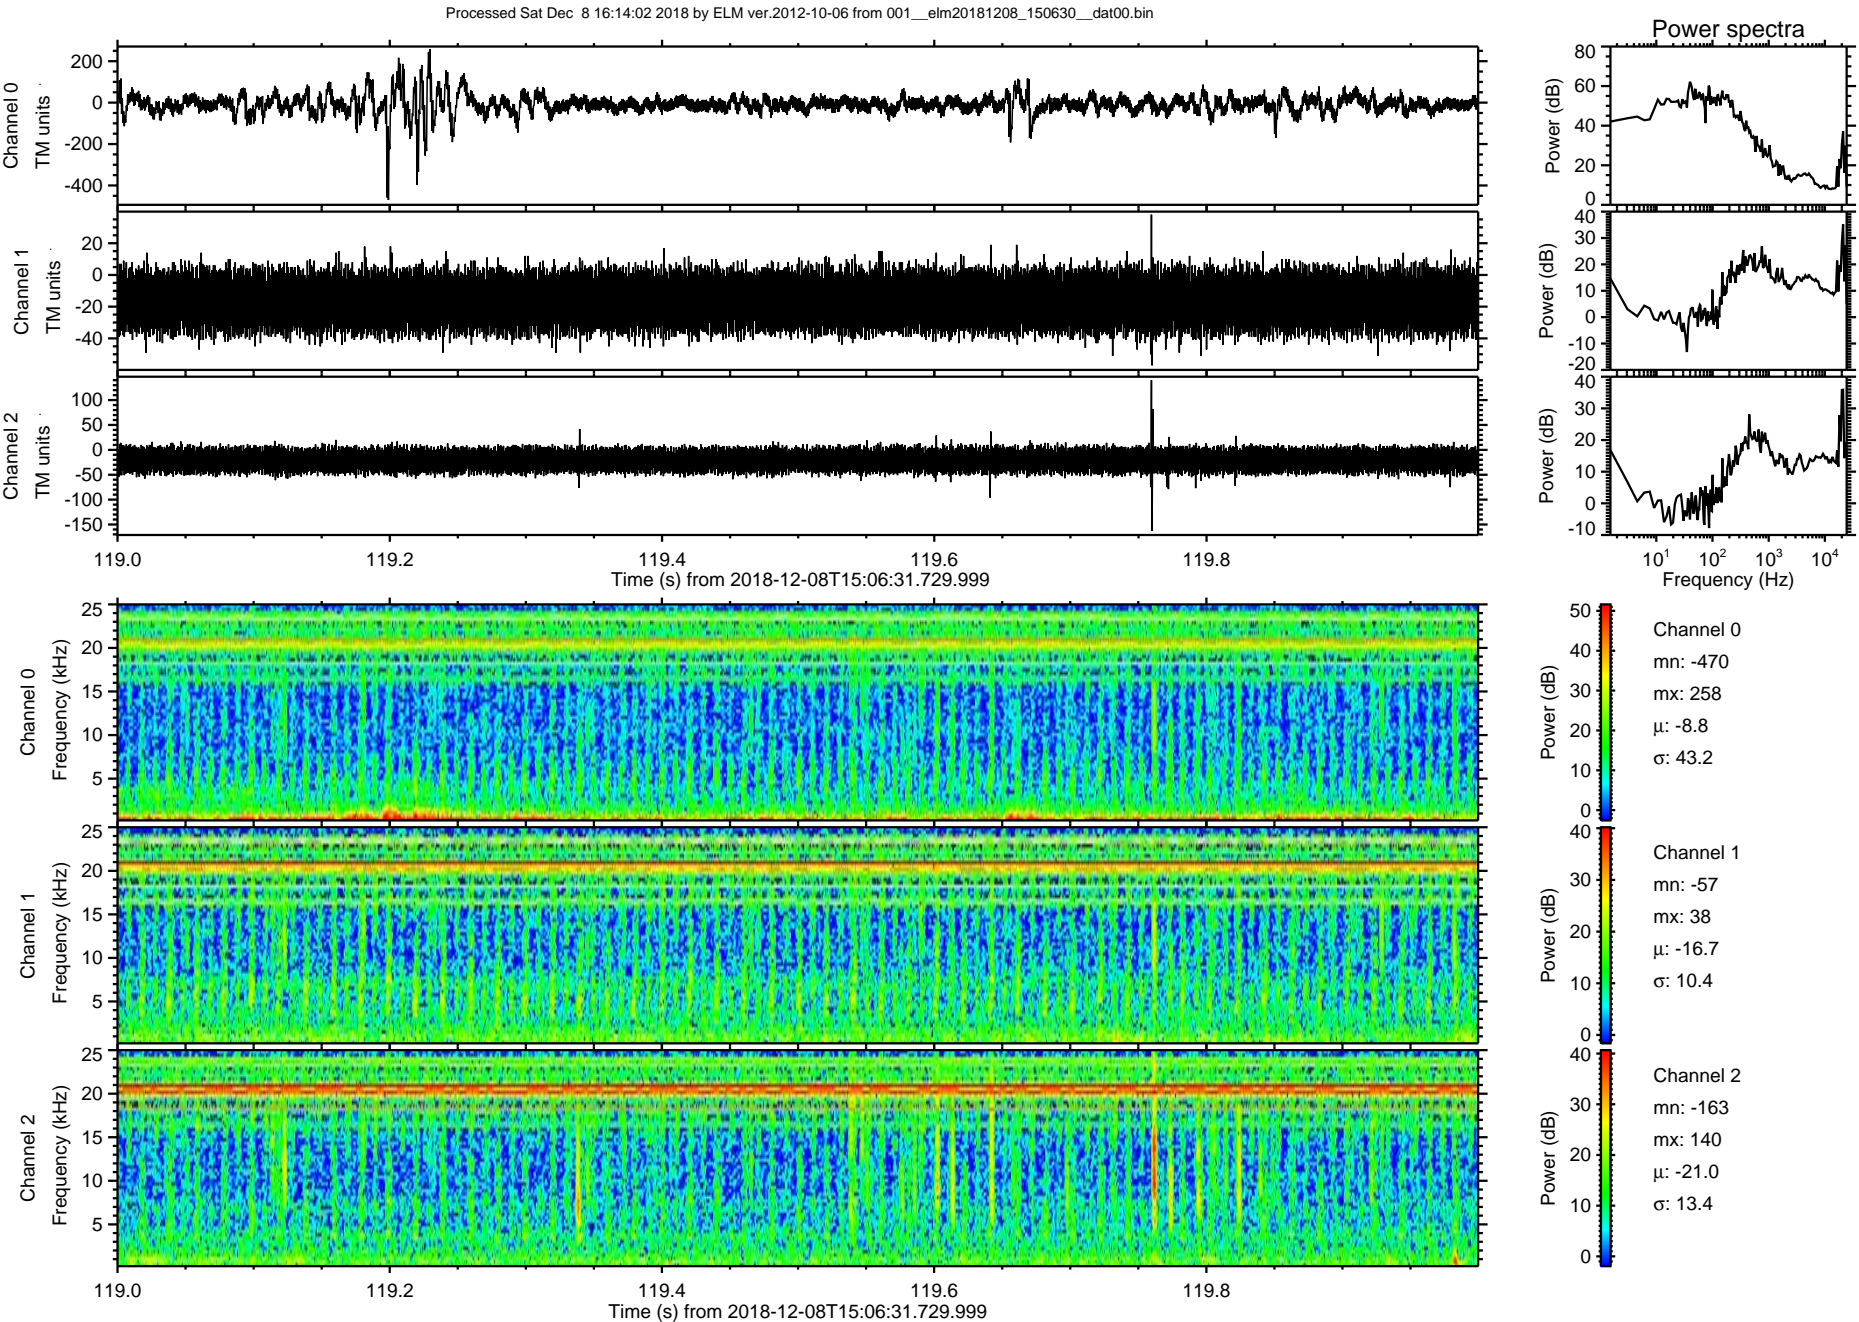 Processed Sat Dec  8 16:14:02 2018 by ELM ver.2012-10-06 from 001__elm20181208_150630__dat00.bin
Power spectra
Channel 0
TM units
200
0
-200
-400
Power (dB)
80
60
40
20
0
Channel 1
TM units
20
0
-20
-40
Power (dB)
40
30
20
10
0
-10
-20
Channel 2
TM units
100
50
0
-50
-100
-150
Power (dB)
40
30
20
10
0
-10
119.0 119.2 119.4 119.6 119.8
Time (s) from 2018-12-08T15:06:31.729.999
10¹ 10² 10³ 10⁴
Frequency (Hz)
Channel 0
Frequency (kHz)
25
20
15
10
5
Power (dB)
50
40
30
20
10
0
Channel 0
mn: -470
mx: 258
μ: -8.8
σ: 43.2
Channel 1
Frequency (kHz)
25
20
15
10
5
Power (dB)
40
30
20
10
0
Channel 1
mn: -57
mx: 38
μ: -16.7
σ: 10.4
Channel 2
Frequency (kHz)
25
20
15
10
5
Power (dB)
40
30
20
10
0
Channel 2
mn: -163
mx: 140
μ: -21.0
σ: 13.4
119.0 119.2 119.4 119.6 119.8
Time (s) from 2018-12-08T15:06:31.729.999